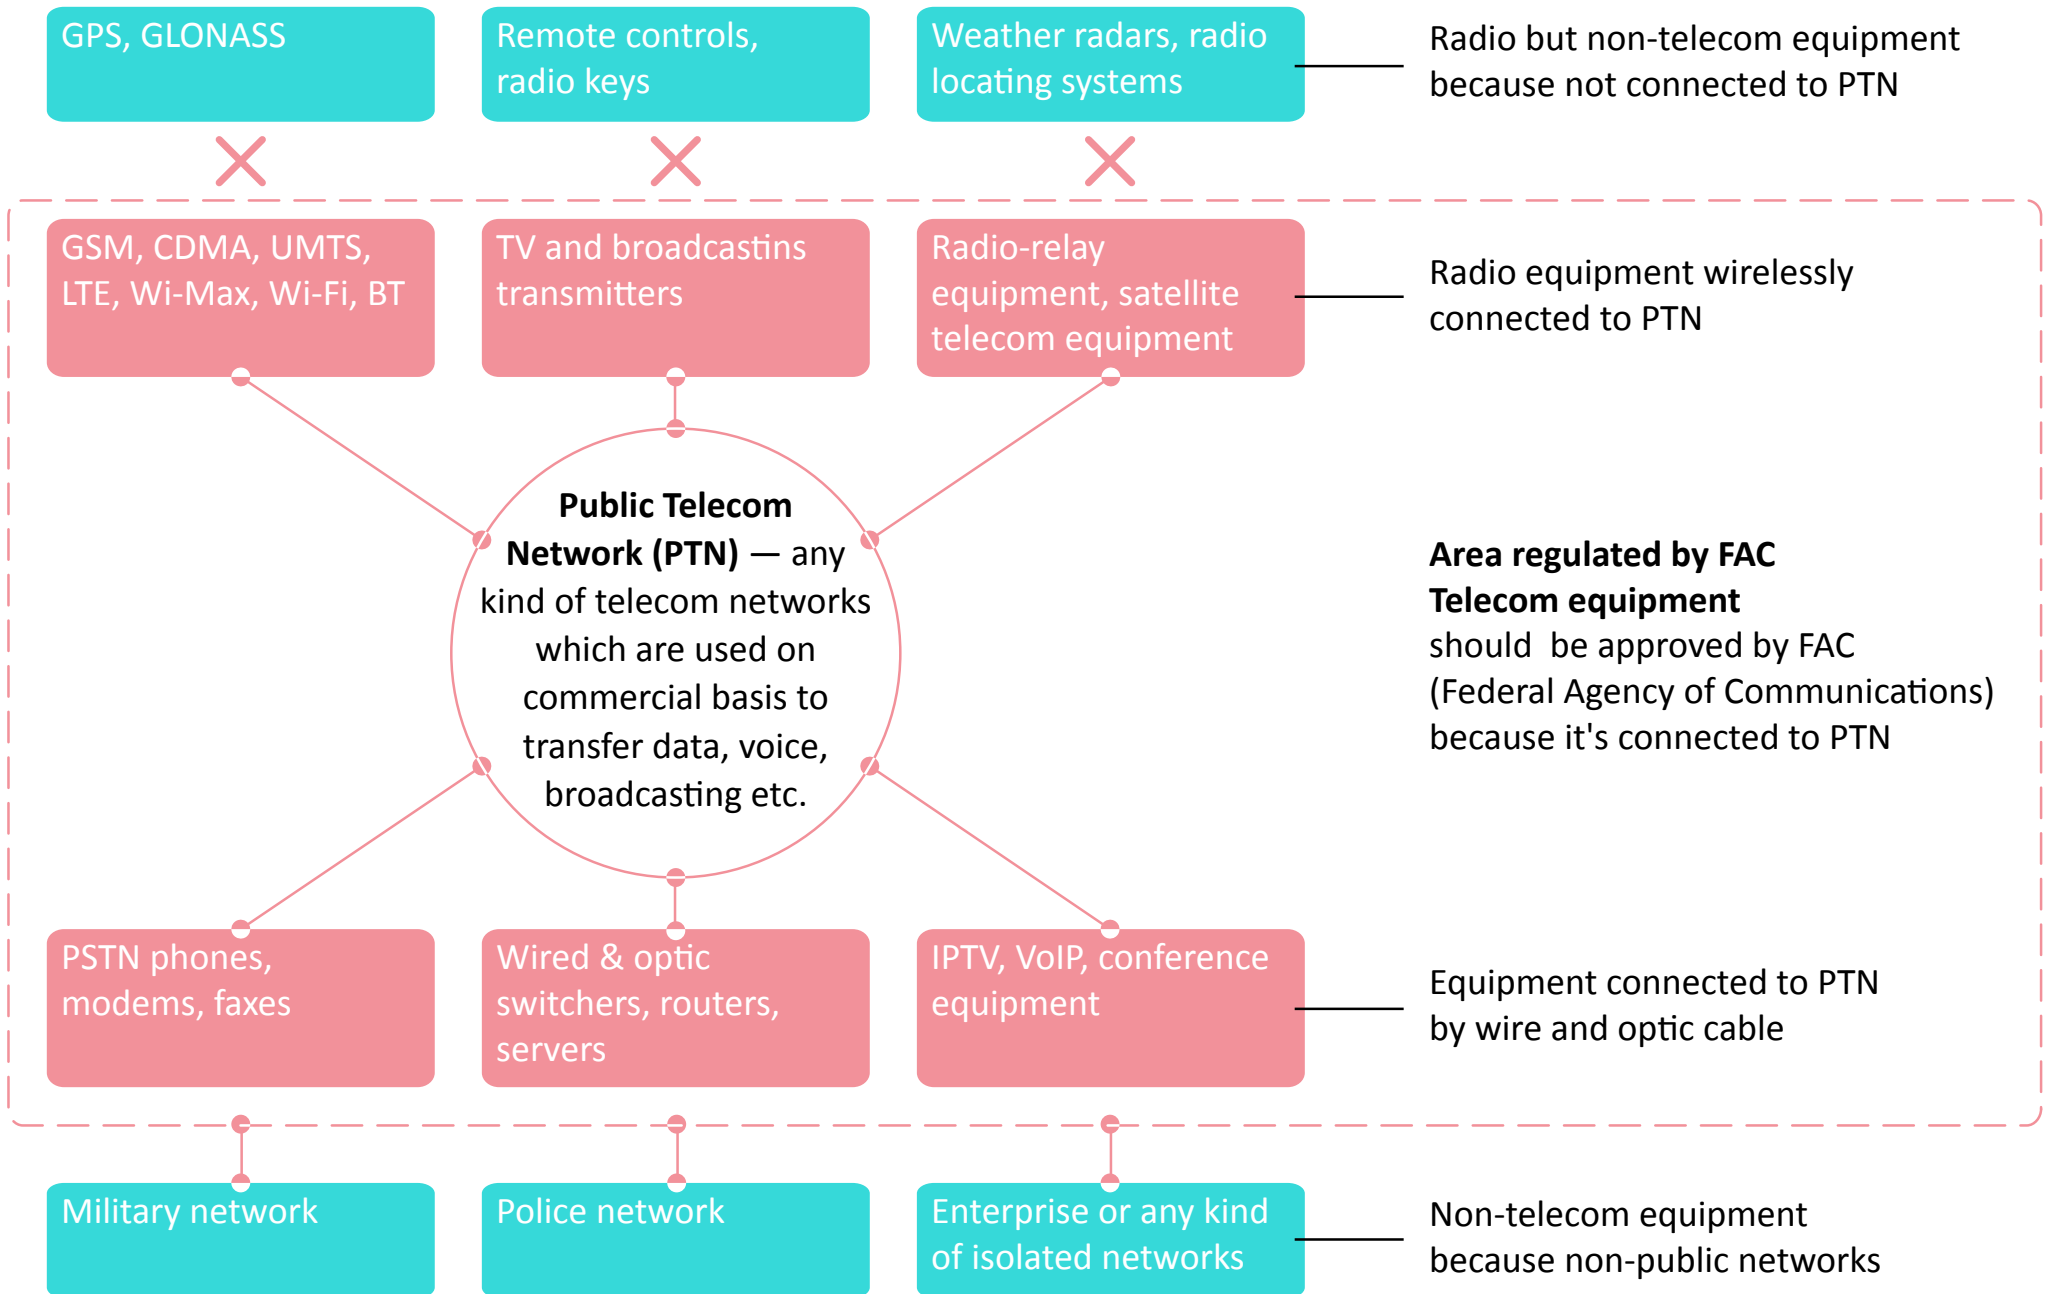 GPS, GLONASS
Remote controls,
radio keys
Weather radars, radio
locating systems
Radio but non-telecom equipment
because not connected to PTN
GSM, CDMA, UMTS,
LTE, Wi-Max, Wi-Fi, BT
TV and broadcastins
transmitters
Radio-relay
equipment, satellite
telecom equipment
Radio equipment wirelessly
connected to PTN
Public Telecom
Network (PTN) — any
kind of telecom networks
which are used on
commercial basis to
transfer data, voice,
broadcasting etc.
Area regulated by FAC
Telecom equipment
should be approved by FAC
(Federal Agency of Communications)
because it's connected to PTN
PSTN phones,
modems, faxes
Wired & optic
switchers, routers,
servers
IPTV, VoIP, conference
equipment
Equipment connected to PTN
by wire and optic cable
Military network
Police network
Enterprise or any kind
of isolated networks
Non-telecom equipment
because non-public networks